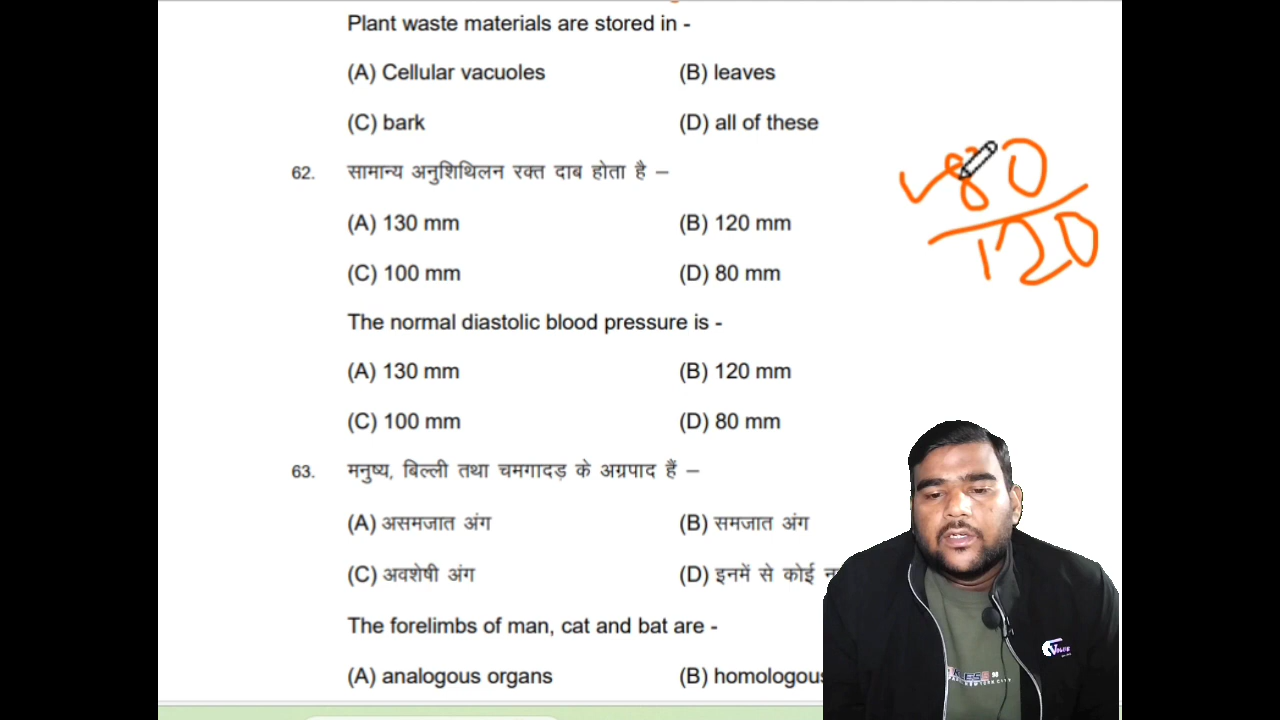 Plant waste materials are stored in -
(A) Cellular vacuoles (B) leaves
(C) bark (D) all of these
62. सामान्य अनुशिथिलन रक्त दाब होता है –
(A) 130 mm (B) 120 mm
(C) 100 mm (D) 80 mm
80
120
The normal diastolic blood pressure is -
(A) 130 mm (B) 120 mm
(C) 100 mm (D) 80 mm
63. मनुष्य, बिल्ली तथा चमगादड़ के अग्रपाद हैं –
(A) असमजात अंग (B) समजात अंग
(C) अवशेषी अंग (D) इनमें से कोई
The forelimbs of man, cat and bat are -
(A) analogous organs (B) homologous